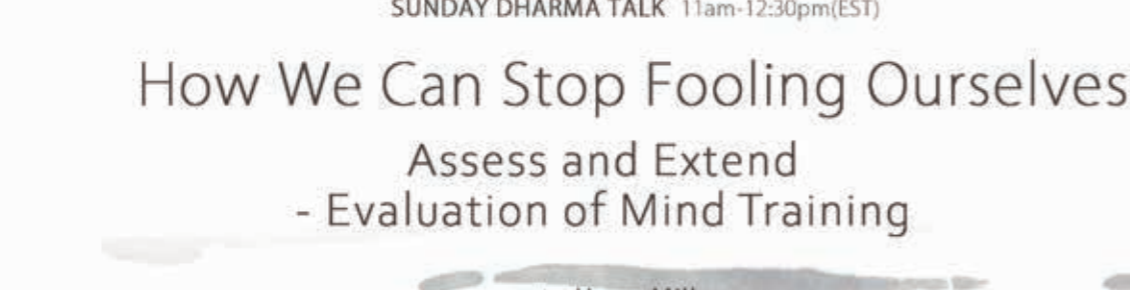 SUNDAY DHARMA TALK 11am-12:30pm(EST)
How We Can Stop Fooling Ourselves
Assess and Extend
- Evaluation of Mind Training